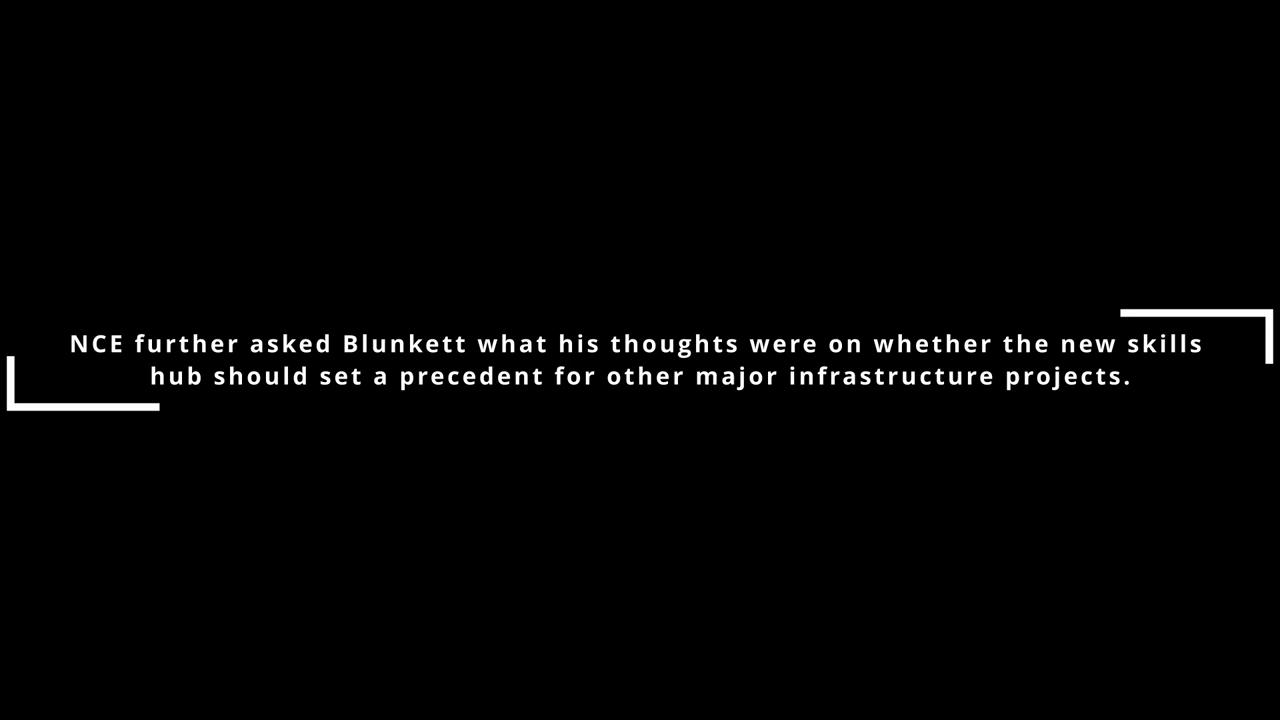 NCE further asked Blunkett what his thoughts were on whether the new skills
hub should set a precedent for other major infrastructure projects.